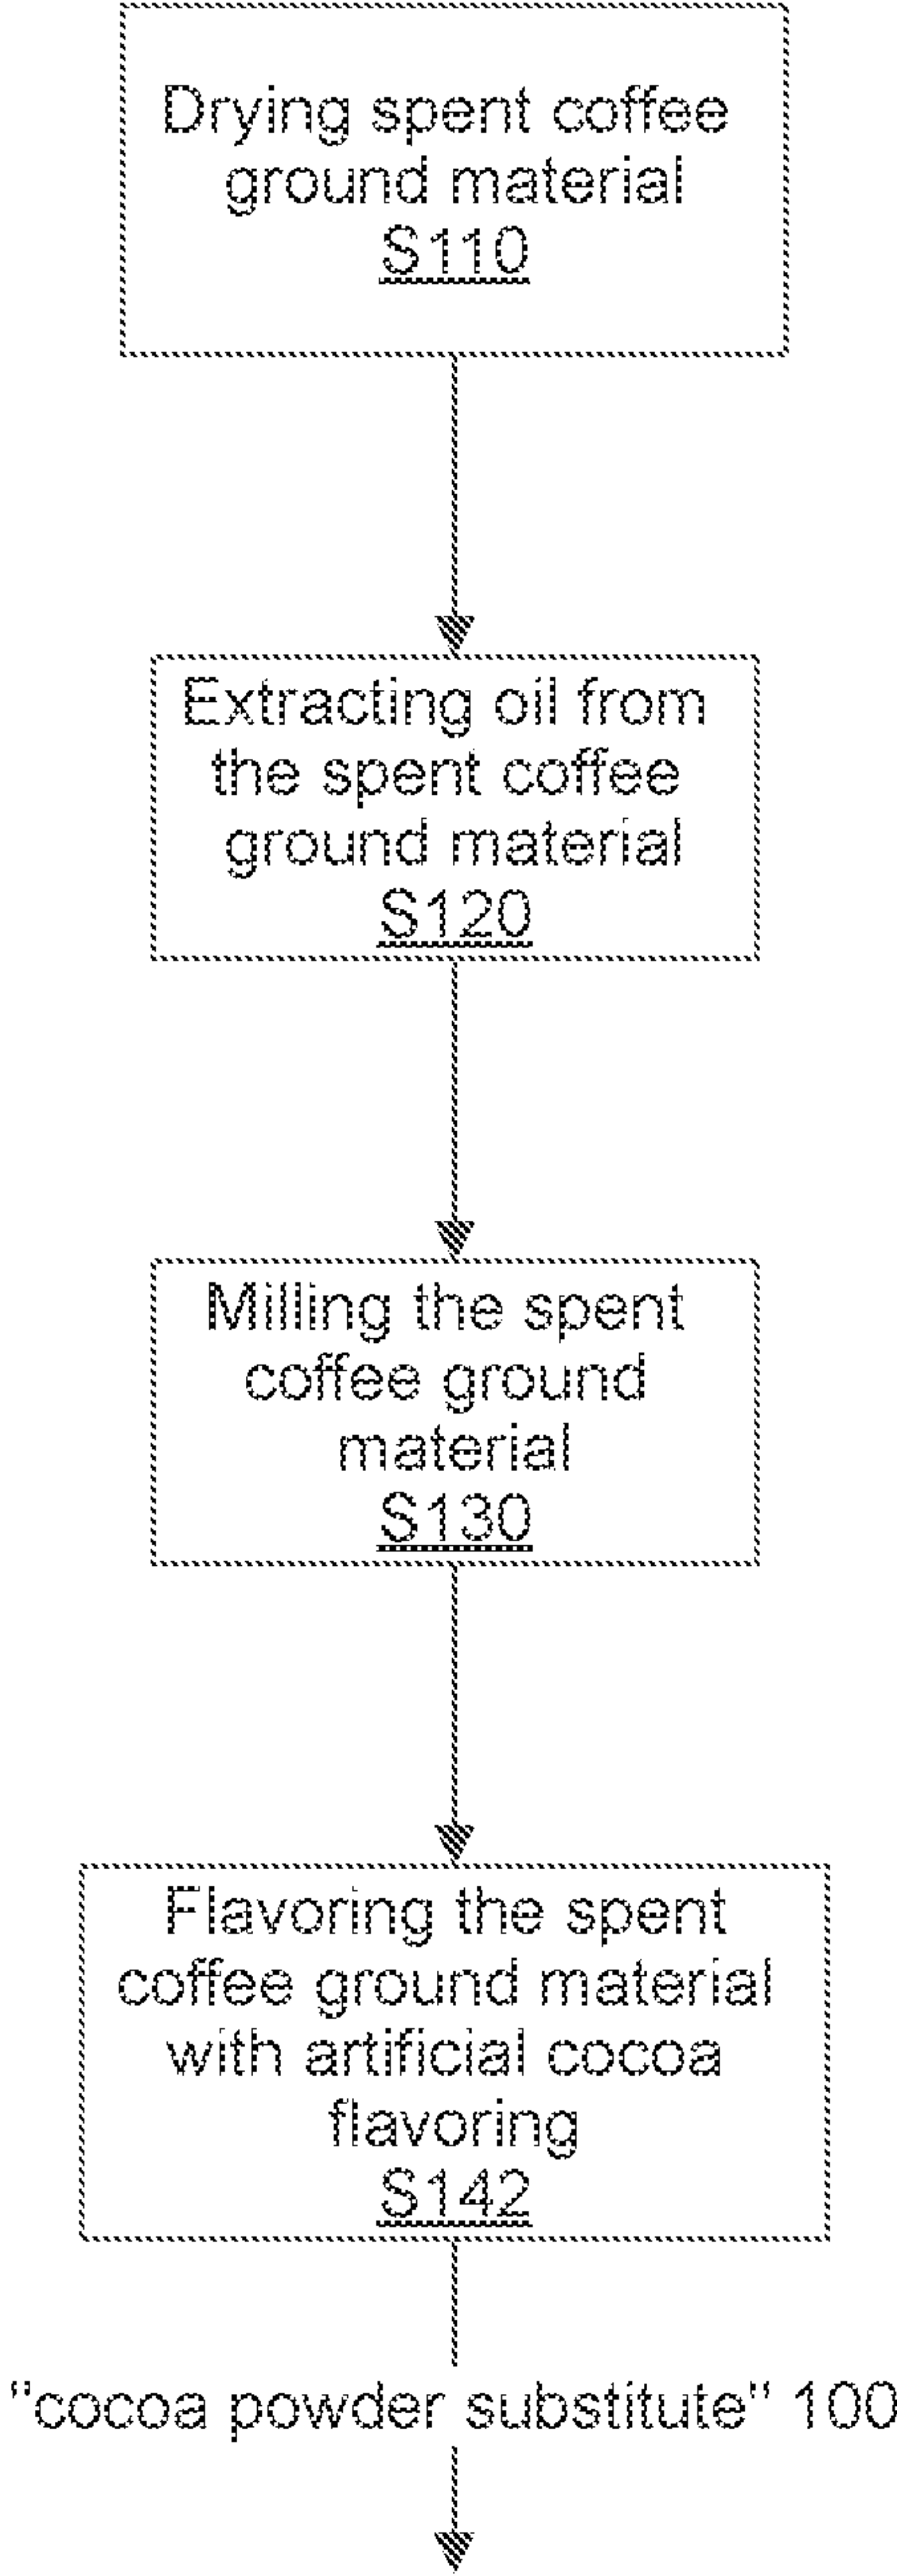 Drying spent coffee
ground material
S110
Extracting oil from
the spent coffee
ground material
S120
Milling the spent
coffee ground
material
S130
Flavoring the spent
coffee ground material
with artificial cocoa
flavoring
S142
"cocoa powder substitute" 100